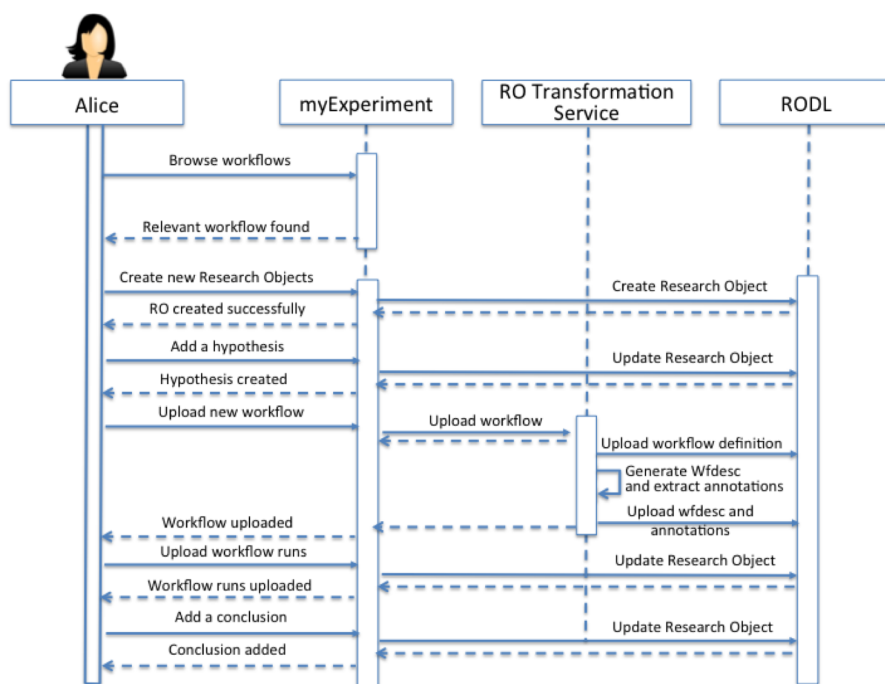 Alice
myExperiment
RO Transformation
Service
RODL
Browse workflows
Relevant workflow found
Create new Research Objects
Create Research Object
RO created successfully
Add a hypothesis
Update Research Object
Hypothesis created
Upload new workflow
Upload workflow
Upload workflow definition
Generate Wfdesc
and extract annotations
Upload wfdesc and
annotations
Workflow uploaded
Upload workflow runs
Update Research Object
Workflow runs uploaded
Add a conclusion
Update Research Object
Conclusion added